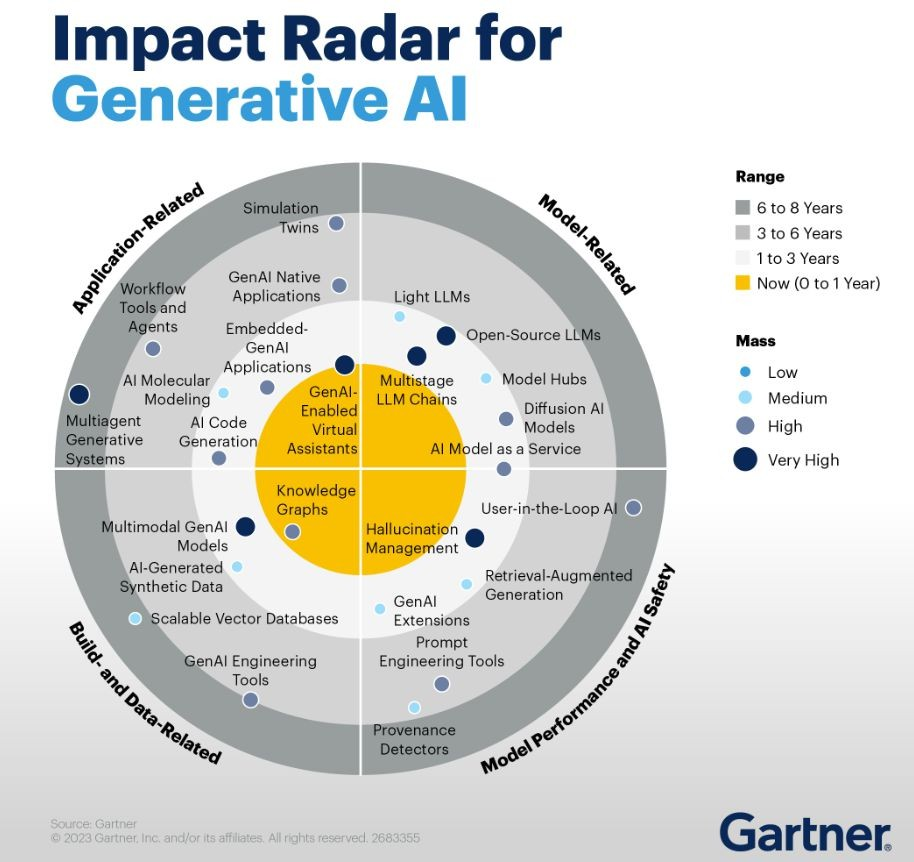 Impact Radar for
Generative AI
Range
6 to 8 Years
3 to 6 Years
1 to 3 Years
Now (0 to 1 Year)
Mass
Low
Medium
High
Very High
Application-Related
Simulation
Twins
GenAI Native
Applications
Workflow
Tools and
Agents
Embedded-
GenAI
Applications
AI Molecular
Modeling
Multiagent
Generative
Systems
AI Code
Generation
GenAI-
Enabled
Virtual
Assistants
Model-Related
Light LLMs
Open-Source LLMs
Multistage
LLM Chains
Model Hubs
Diffusion AI
Models
AI Model as a Service
Build- and Data-Related
Knowledge
Graphs
Multimodal GenAI
Models
AI-Generated
Synthetic Data
Scalable Vector Databases
GenAI Engineering
Tools
Model Performance and AI Safety
User-in-the-Loop AI
Hallucination
Management
Retrieval-Augmented
Generation
GenAI
Extensions
Prompt
Engineering Tools
Provenance
Detectors
Source: Gartner
© 2023 Gartner, Inc. and/or its affiliates. All rights reserved. 2683355
Gartner®